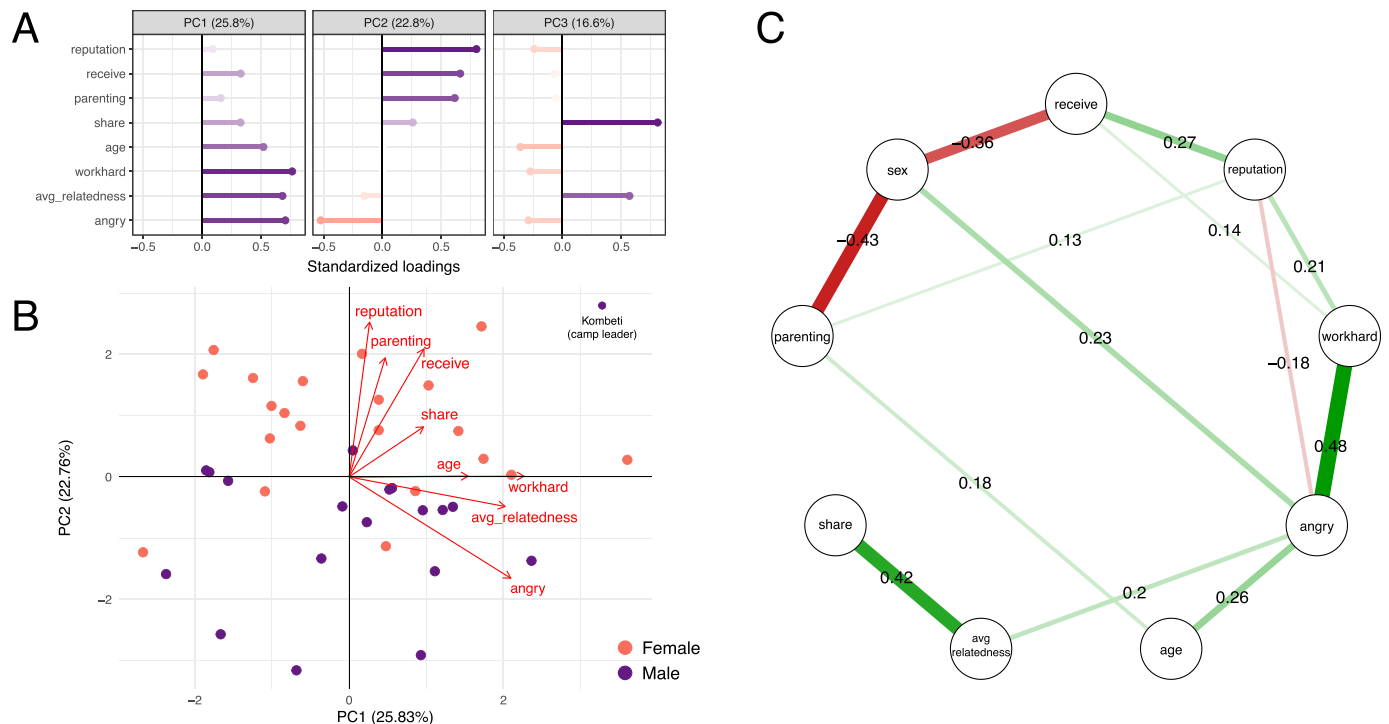 A
PC1 (25.8%)
PC2 (22.8%)
PC3 (16.6%)
reputation
receive
parenting
share
age
workhard
avg_relatedness
angry
−0.5
0.0
0.5
−0.5
0.0
0.5
−0.5
0.0
0.5
Standardized loadings
B
PC2 (22.76%)
2
0
−2
reputation
parenting
receive
share
age
workhard
avg_relatedness
angry
Kombeti
(camp leader)
Female
Male
−2
0
2
PC1 (25.83%)
C
receive
sex
reputation
parenting
workhard
share
angry
avg
relatedness
age
−0.36
0.27
−0.43
0.13
0.14
0.21
0.23
−0.18
0.48
0.18
0.42
0.2
0.26